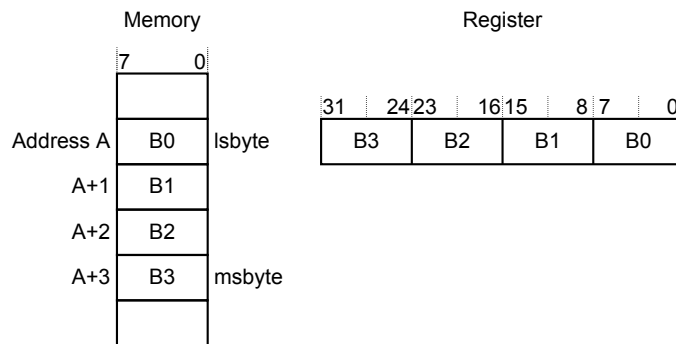 Memory
Register
7 0
31 24 23 16 15 8 7 0
Address A B0 lsbyte
B3 B2 B1 B0
A+1 B1
A+2 B2
A+3 B3 msbyte